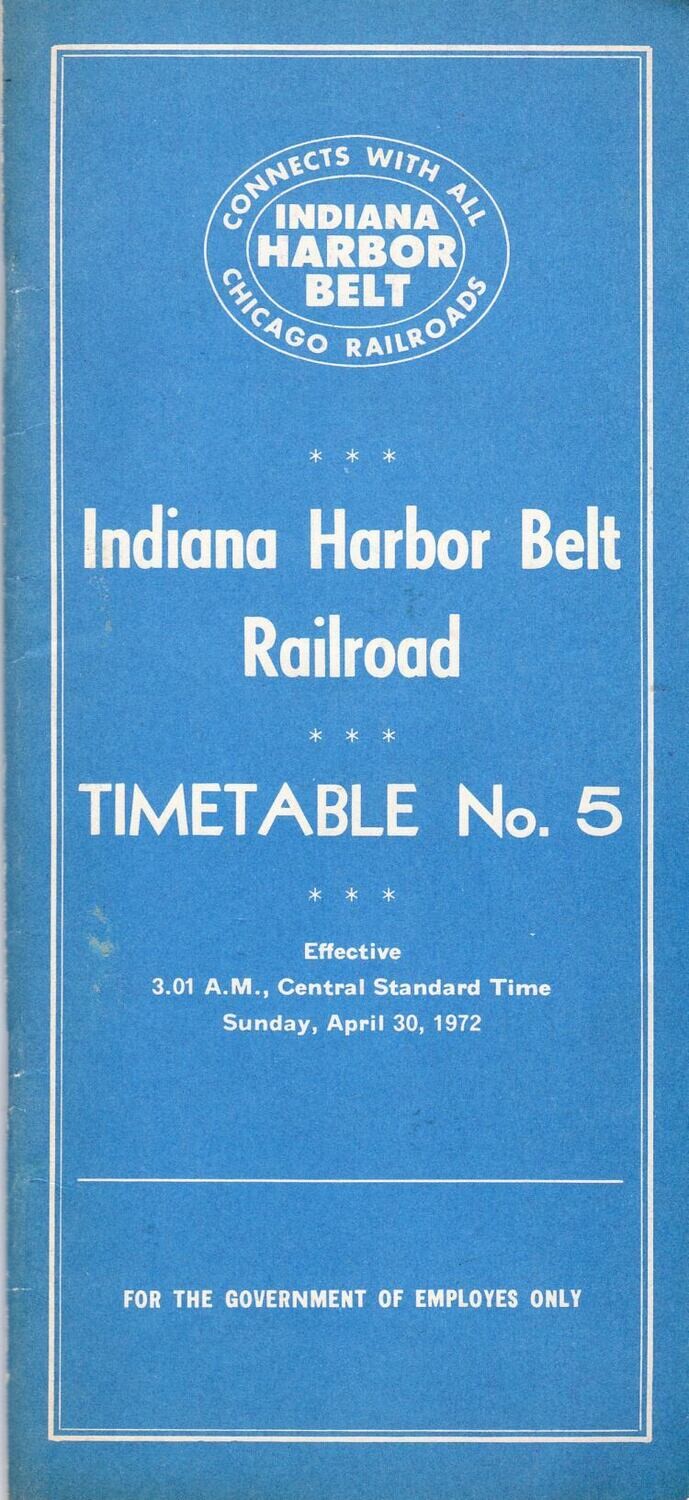 CONNECTS WITH ALL
INDIANA
HARBOR
BELT
CHICAGO RAILROADS
* * *
Indiana Harbor Belt
Railroad
* * *
TIMETABLE No. 5
* * *
Effective
3.01 A.M., Central Standard Time
Sunday, April 30, 1972
FOR THE GOVERNMENT OF EMPLOYES ONLY